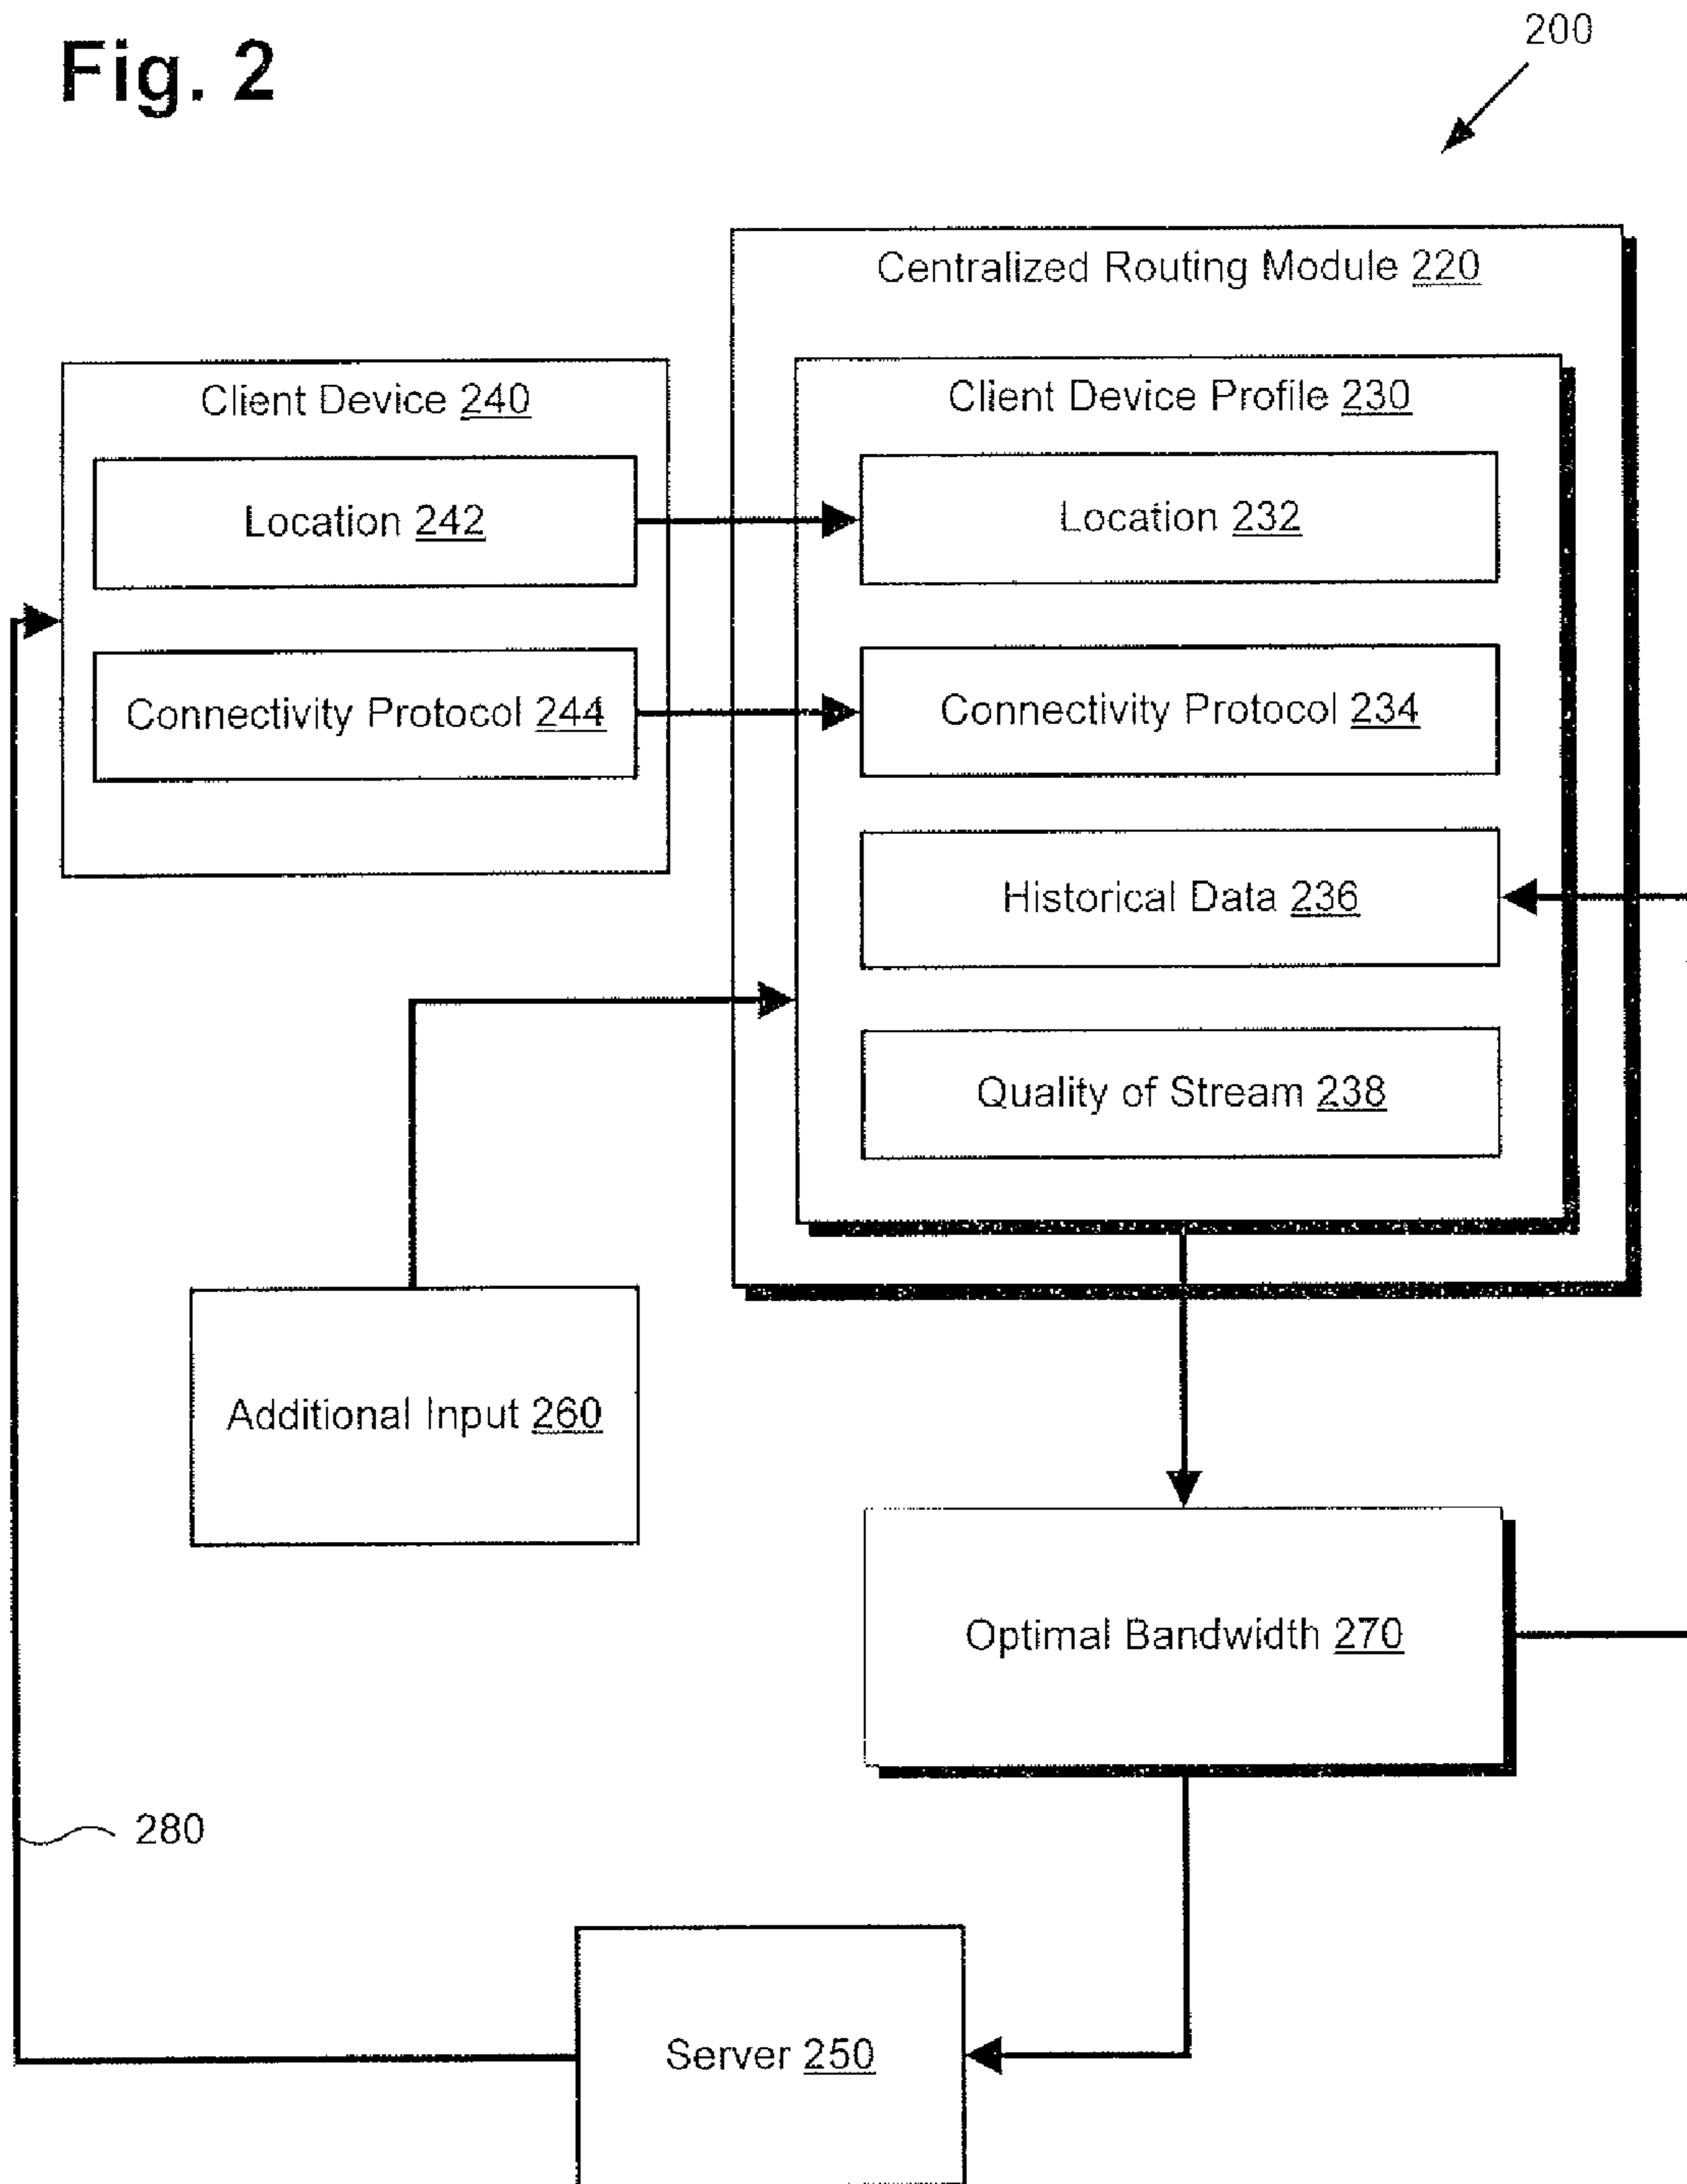 Fig. 2
200
Centralized Routing Module 220
Client Device 240
Client Device Profile 230
Location 242
Location 232
Connectivity Protocol 244
Connectivity Protocol 234
Historical Data 236
Quality of Stream 238
Additional Input 260
Optimal Bandwidth 270
280
Server 250